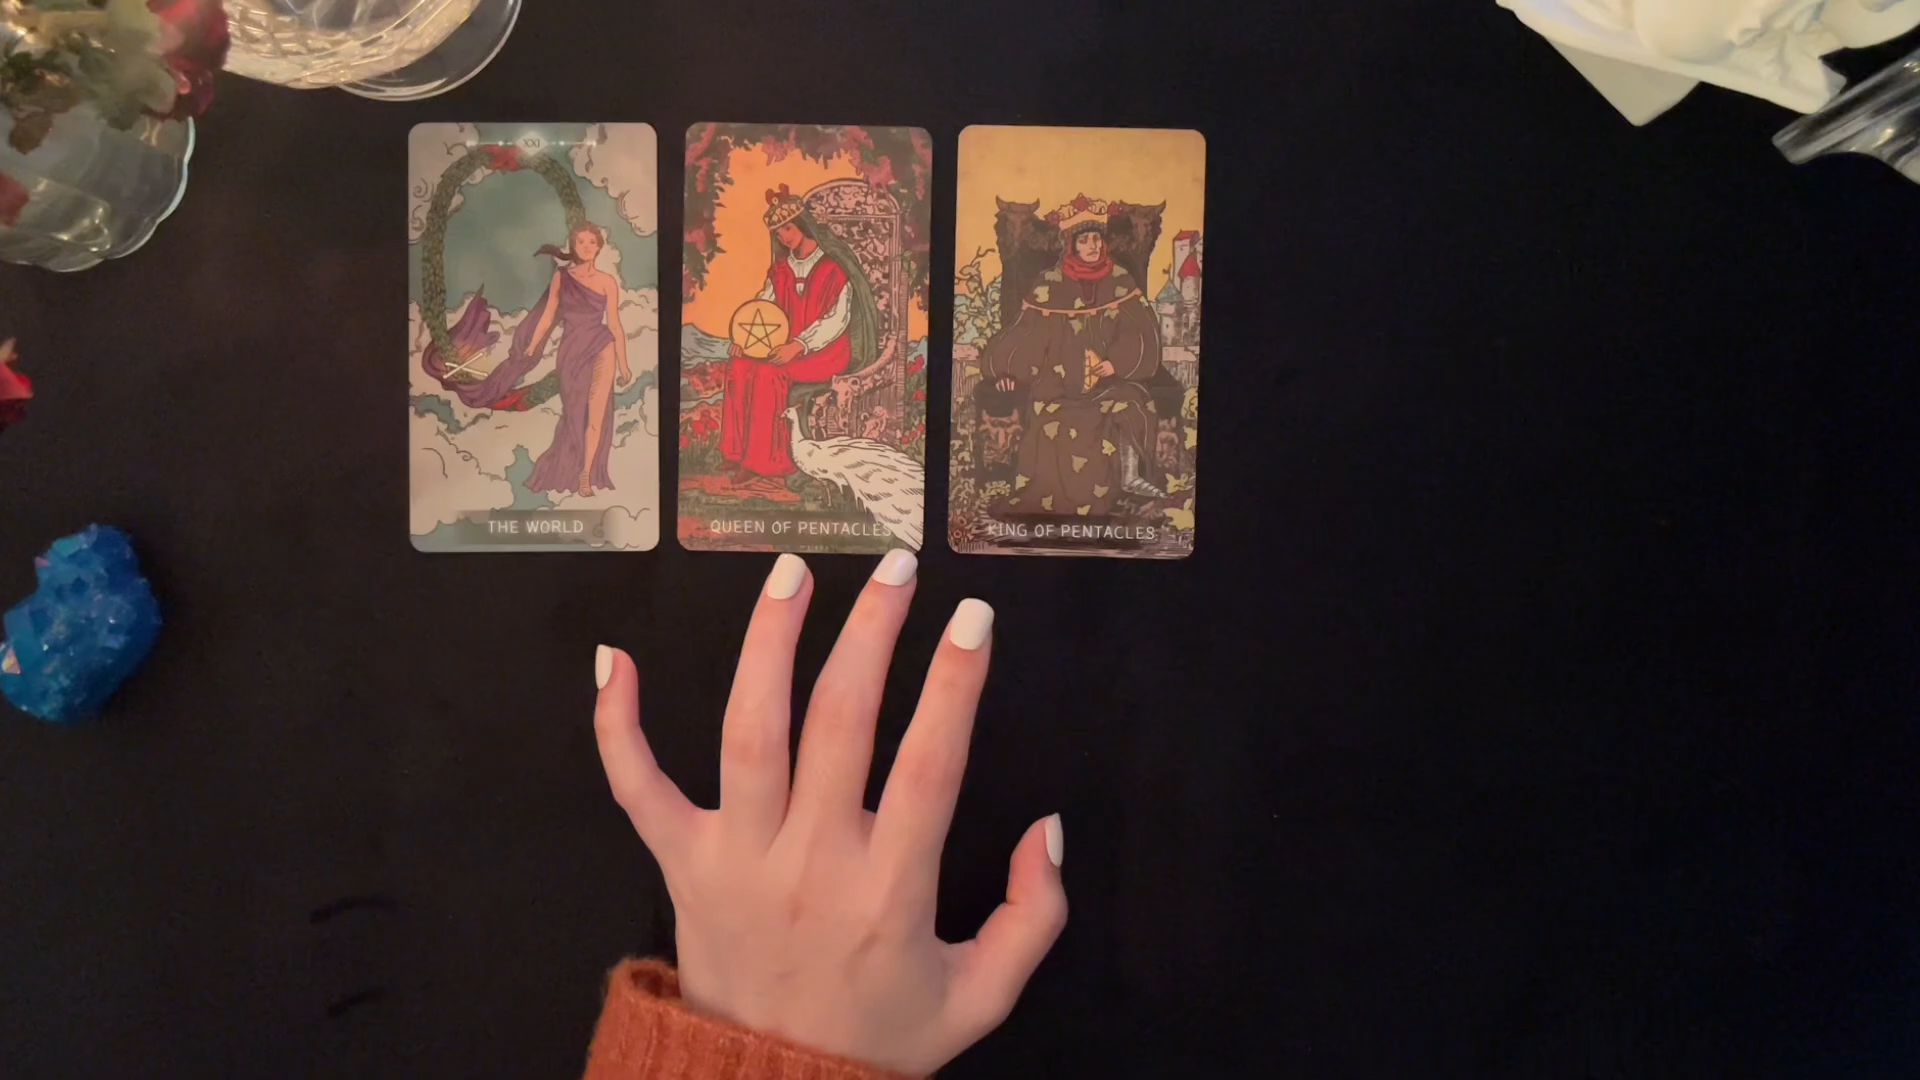 XXI
THE WORLD
QUEEN OF PENTACLES
KING OF PENTACLES